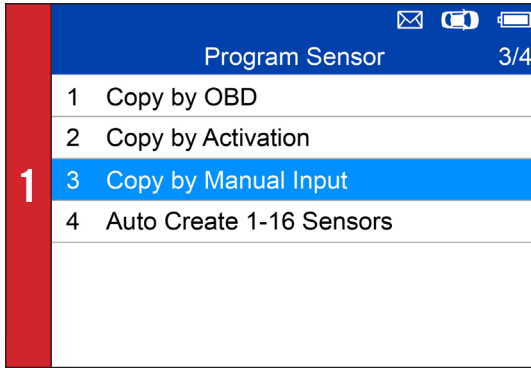 Program Sensor 3/4
1 Copy by OBD
2 Copy by Activation
1
3 Copy by Manual Input
4 Auto Create 1-16 Sensors